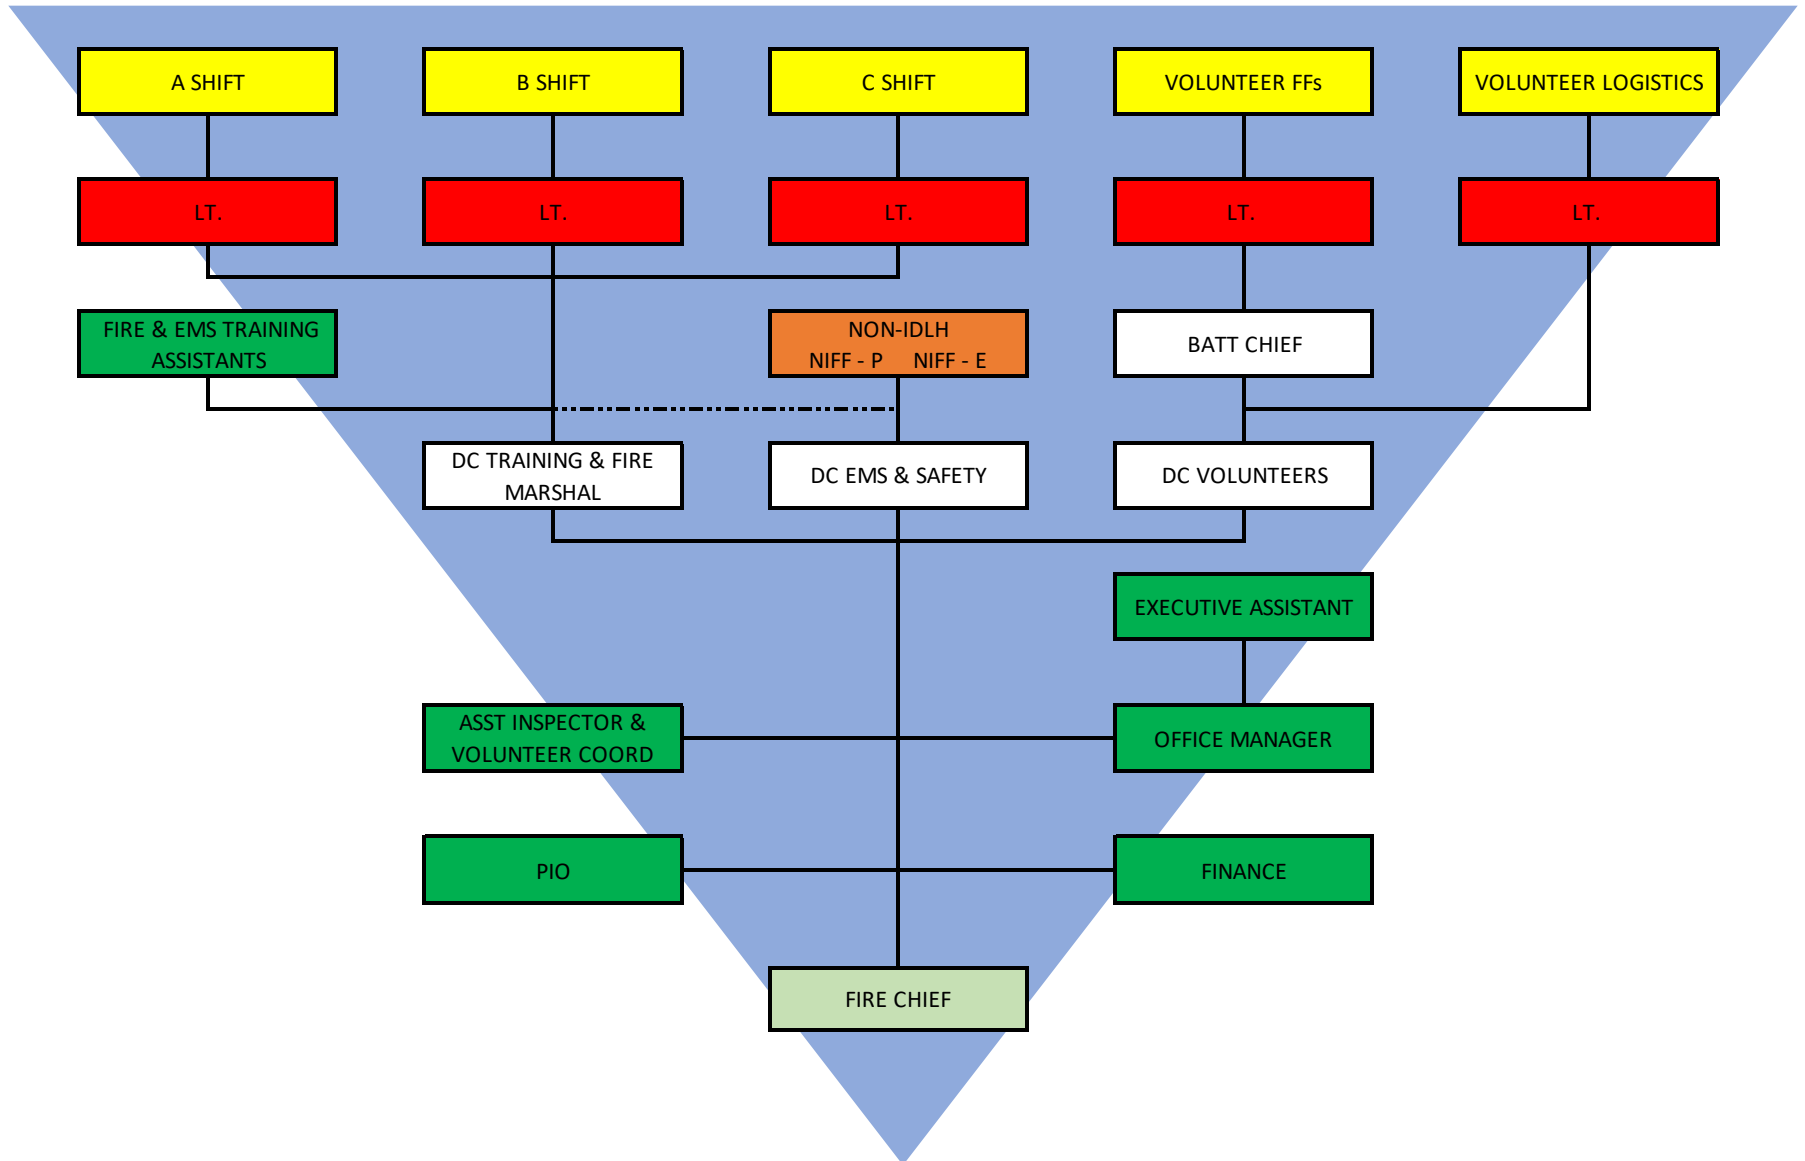 A SHIFT
B SHIFT
C SHIFT
VOLUNTEER FFs
VOLUNTEER LOGISTICS
LT.
LT.
LT.
LT.
LT.
FIRE & EMS TRAINING
ASSISTANTS
NON-IDLH
NIFF - P NIFF - E
BATT CHIEF
DC TRAINING & FIRE
MARSHAL
DC EMS & SAFETY
DC VOLUNTEERS
EXECUTIVE ASSISTANT
ASST INSPECTOR &
VOLUNTEER COORD
OFFICE MANAGER
PIO
FINANCE
FIRE CHIEF